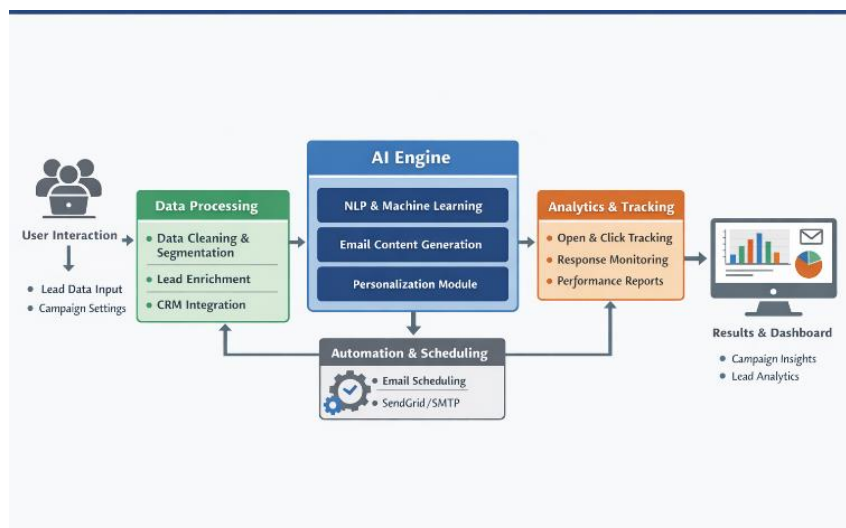 AI Engine
NLP & Machine Learning
Email Content Generation
Personalization Module
User Interaction
Lead Data Input
Campaign Settings
Data Processing
Data Cleaning &
Segmentation
Lead Enrichment
CRM Integration
Automation & Scheduling
Email Scheduling
SendGrid/SMTP
Analytics & Tracking
Open & Click Tracking
Response Monitoring
Performance Reports
Results & Dashboard
Campaign Insights
Lead Analytics